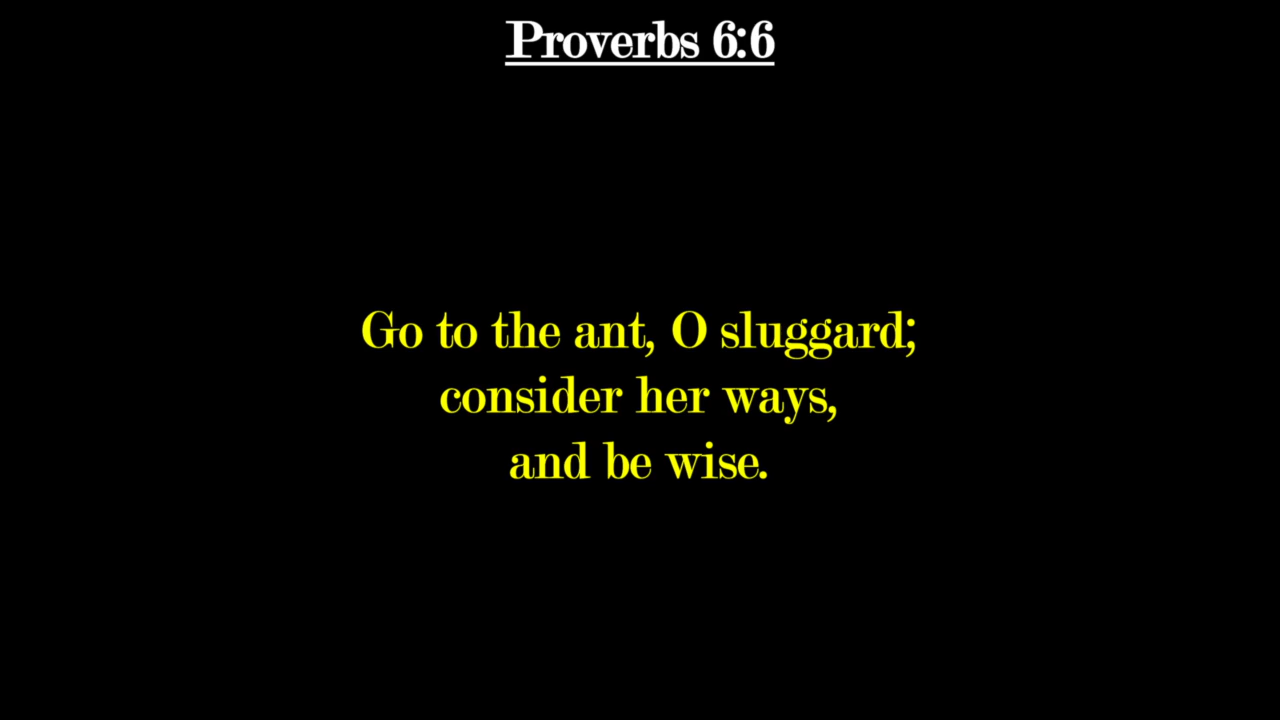 Proverbs 6:6
Go to the ant, O sluggard;
consider her ways,
and be wise.